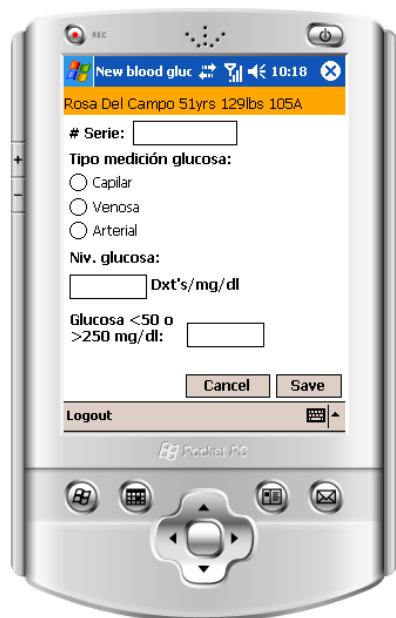 REC
New blood gluc 10:18
Rosa Del Campo 51yrs 129lbs 105A
# Serie:
Tipo medición glucosa:
Capilar
Venosa
Arterial
Niv. glucosa:
Dxt's/mg/dl
Glucosa <50 o
>250 mg/dl:
Cancel Save
Logout
Pocket PC